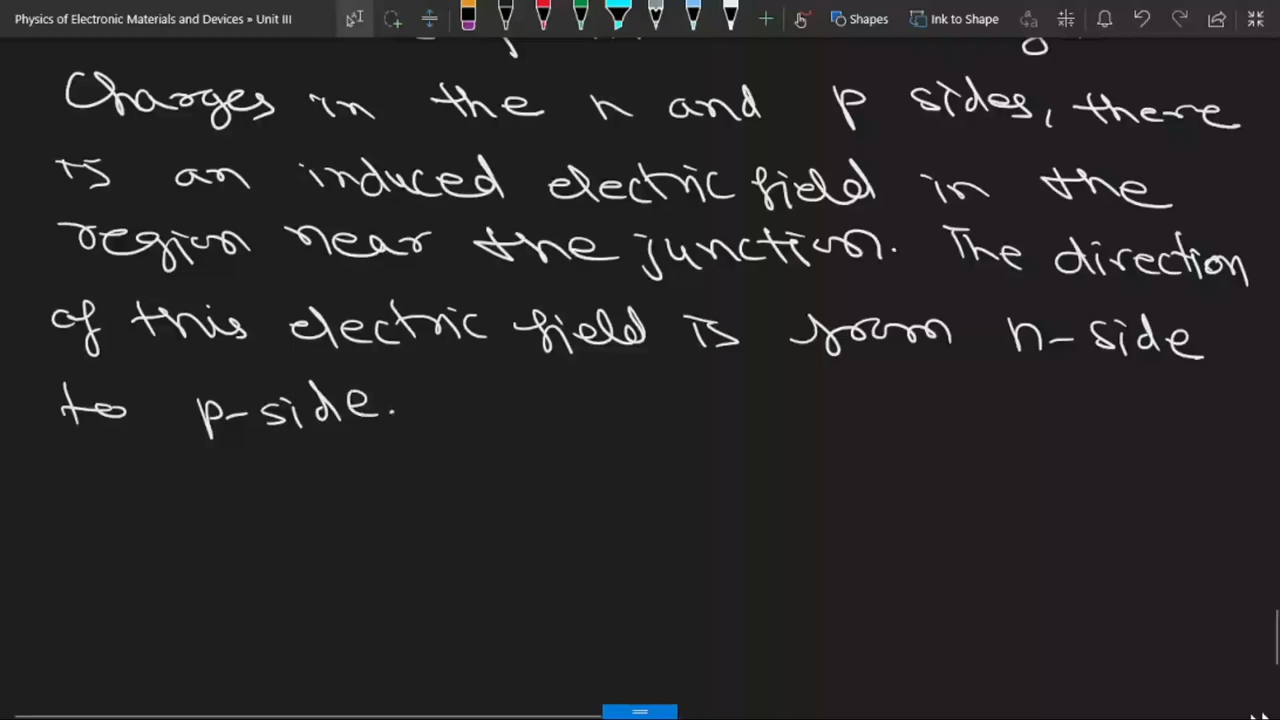 Physics of Electronic Materials and Devices » Unit III
Shapes
Ink to Shape
Charges in the n and p sides, there
is an induced electric field in the
region near the junction. The direction
of this electric field is from n-side
to p-side.